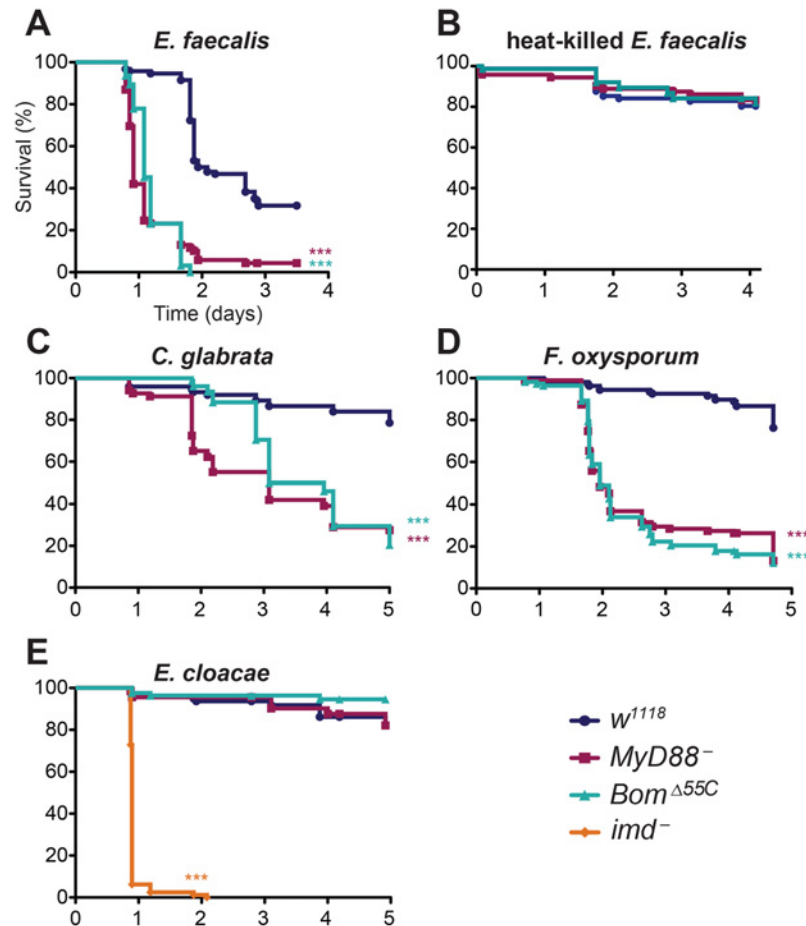 A
E. faecalis
100
80
60
40
20
0
Survival (%)
0 1 2 3 4
Time (days)
***
***
B
heat-killed E. faecalis
100
80
60
40
20
0
0 1 2 3 4
C
C. glabrata
100
80
60
40
20
0
0 1 2 3 4 5
***
***
D
F. oxysporum
100
80
60
40
20
0
0 1 2 3 4 5
***
***
E
E. cloacae
100
80
60
40
20
0
0 1 2 3 4 5
***
w¹¹¹⁸
MyD88⁻
Bom^Δ55C
imd⁻